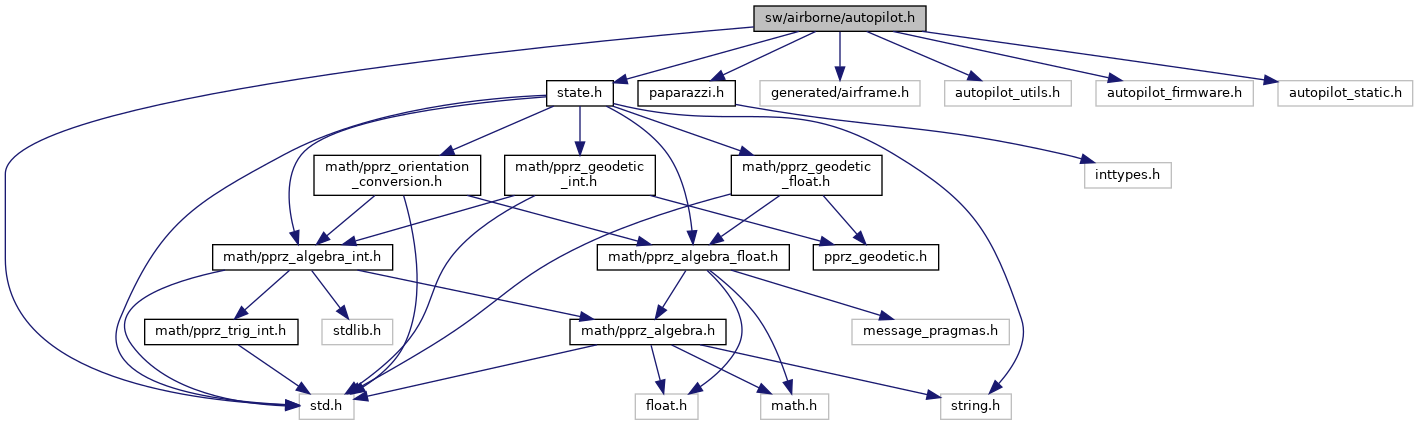 sw/airborne/autopilot.h
state.h
paparazzi.h
generated/airframe.h
autopilot_utils.h
autopilot_firmware.h
autopilot_static.h
math/pprz_orientation
_conversion.h
math/pprz_geodetic
_int.h
math/pprz_geodetic
_float.h
inttypes.h
math/pprz_algebra_int.h
math/pprz_algebra_float.h
pprz_geodetic.h
math/pprz_trig_int.h
stdlib.h
math/pprz_algebra.h
message_pragmas.h
std.h
float.h
math.h
string.h